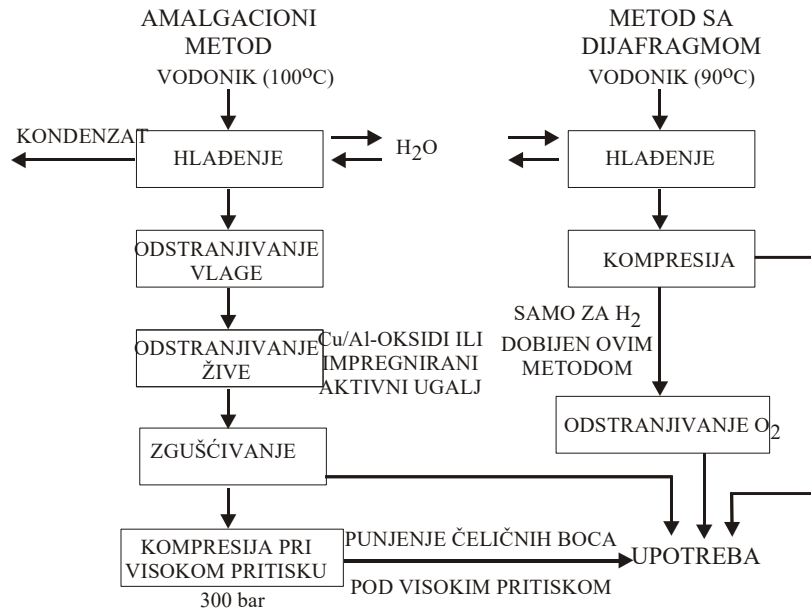 AMALGACIONI
METOD
VODONIK (100ºC)
KONDENZAT
HLAĐENJE
H2O
ODSTRANJIVANJE
VLAGE
ODSTRANJIVANJE
ŽIVE
Cu/Al-OKSIDI ILI
IMPREGNIRANI
AKTIVNI UGALJ
ZGUŠĆIVANJE
KOMPRESIJA PRI
VISOKOM PRITISKU
300 bar
PUNJENJE ČELIČNIH BOCA
POD VISOKIM PRITISKOM
METOD SA
DIJAFRAGMOM
VODONIK (90ºC)
HLAĐENJE
KOMPRESIJA
SAMO ZA H2
DOBIJEN OVIM
METODOM
ODSTRANJIVANJE O2
UPOTREBA